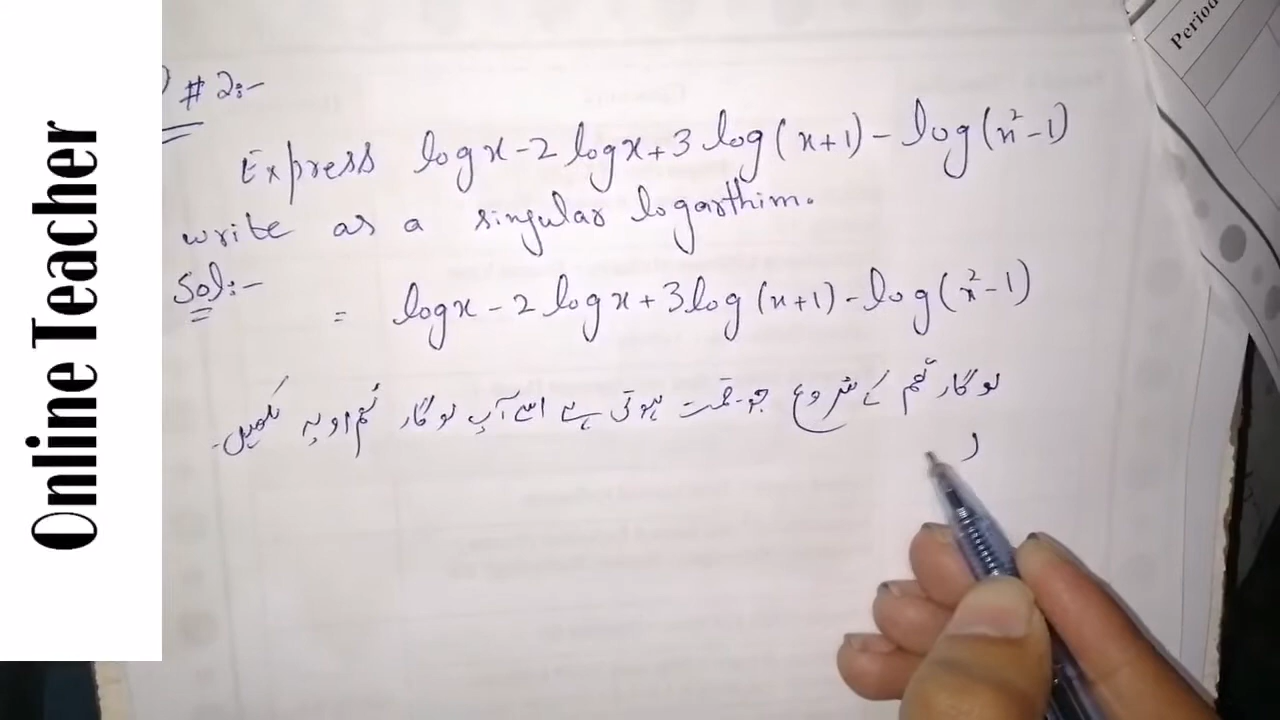 Online Teacher
Period
# 2:-
Express log x - 2 log x + 3 log (x+1) - log (x² - 1)
write as a singular logarthim.
Sol:-
= log x - 2 log x + 3 log (x+1) - log (x² - 1)
لوگارتھم کے شروع جو قیمت ہوتی ہے اسے آپ لوگارتھم اوپر لکھیں۔